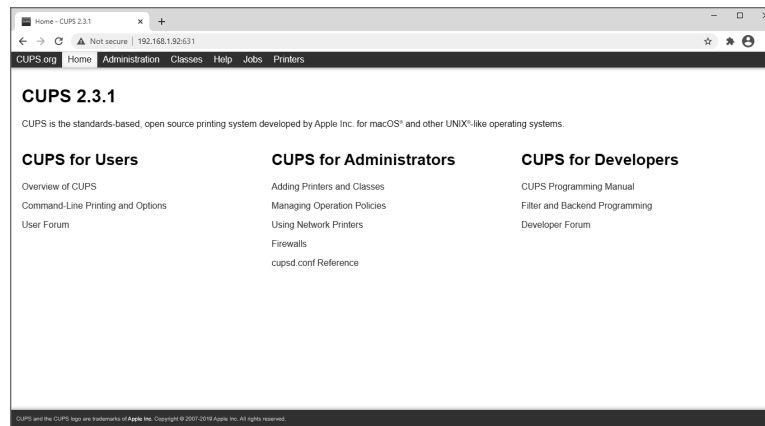 Home - CUPS 2.3.1
Not secure | 192.168.1.92:631
CUPS.org Home Administration Classes Help Jobs Printers
CUPS 2.3.1
CUPS is the standards-based, open source printing system developed by Apple Inc. for macOS® and other UNIX®-like operating systems.
CUPS for Users
Overview of CUPS
Command-Line Printing and Options
User Forum
CUPS for Administrators
Adding Printers and Classes
Managing Operation Policies
Using Network Printers
Firewalls
cupsd.conf Reference
CUPS for Developers
CUPS Programming Manual
Filter and Backend Programming
Developer Forum
CUPS and the CUPS logo are trademarks of Apple Inc. Copyright © 2007-2019 Apple Inc. All rights reserved.